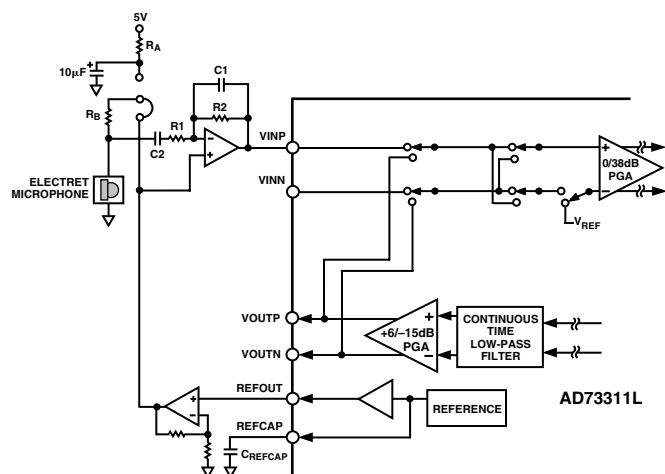 5V
RA
10µF
+
C1
RB
R2
C2
R1
–
+
VINP
VINN
ELECTRET
MICROPHONE
+
0/38dB
PGA
–
VREF
VOUTP
VOUTN
+
+6/–15dB
PGA
–
CONTINUOUS
TIME
LOW-PASS
FILTER
REFOUT
+
–
REFERENCE
AD73311L
REFCAP
CREFCAP